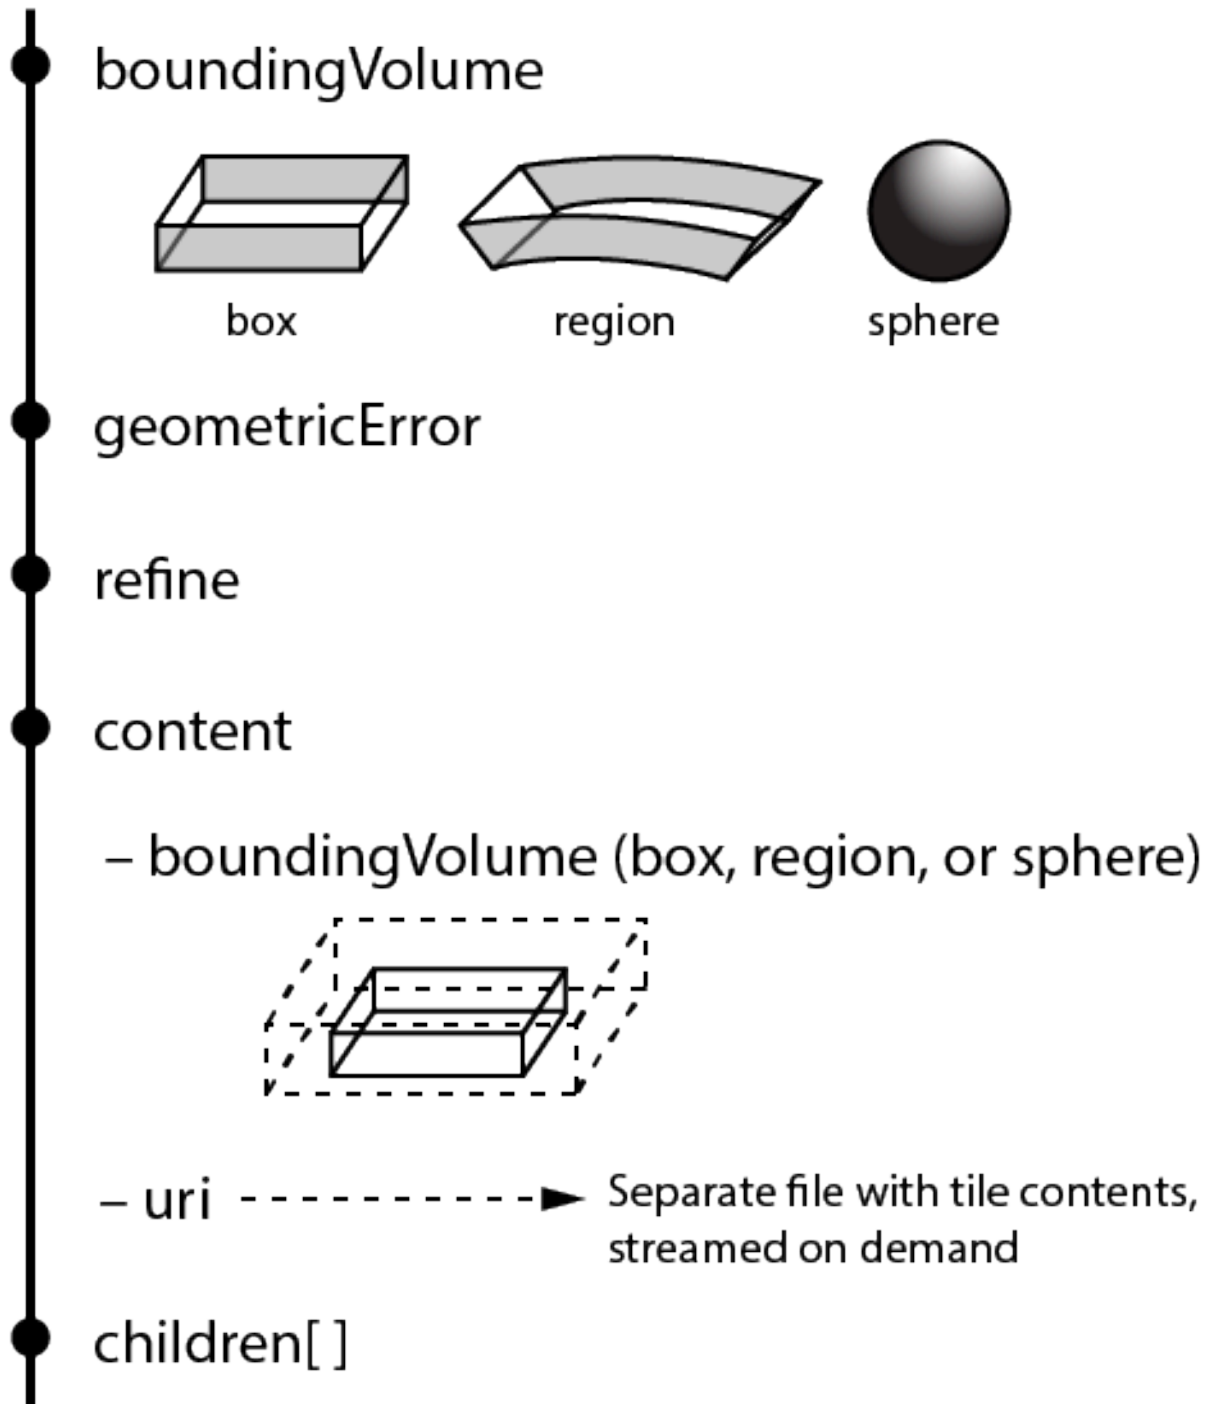 boundingVolume
box region sphere
geometricError
refine
content
– boundingVolume (box, region, or sphere)
– uri Separate file with tile contents,
streamed on demand
children[ ]